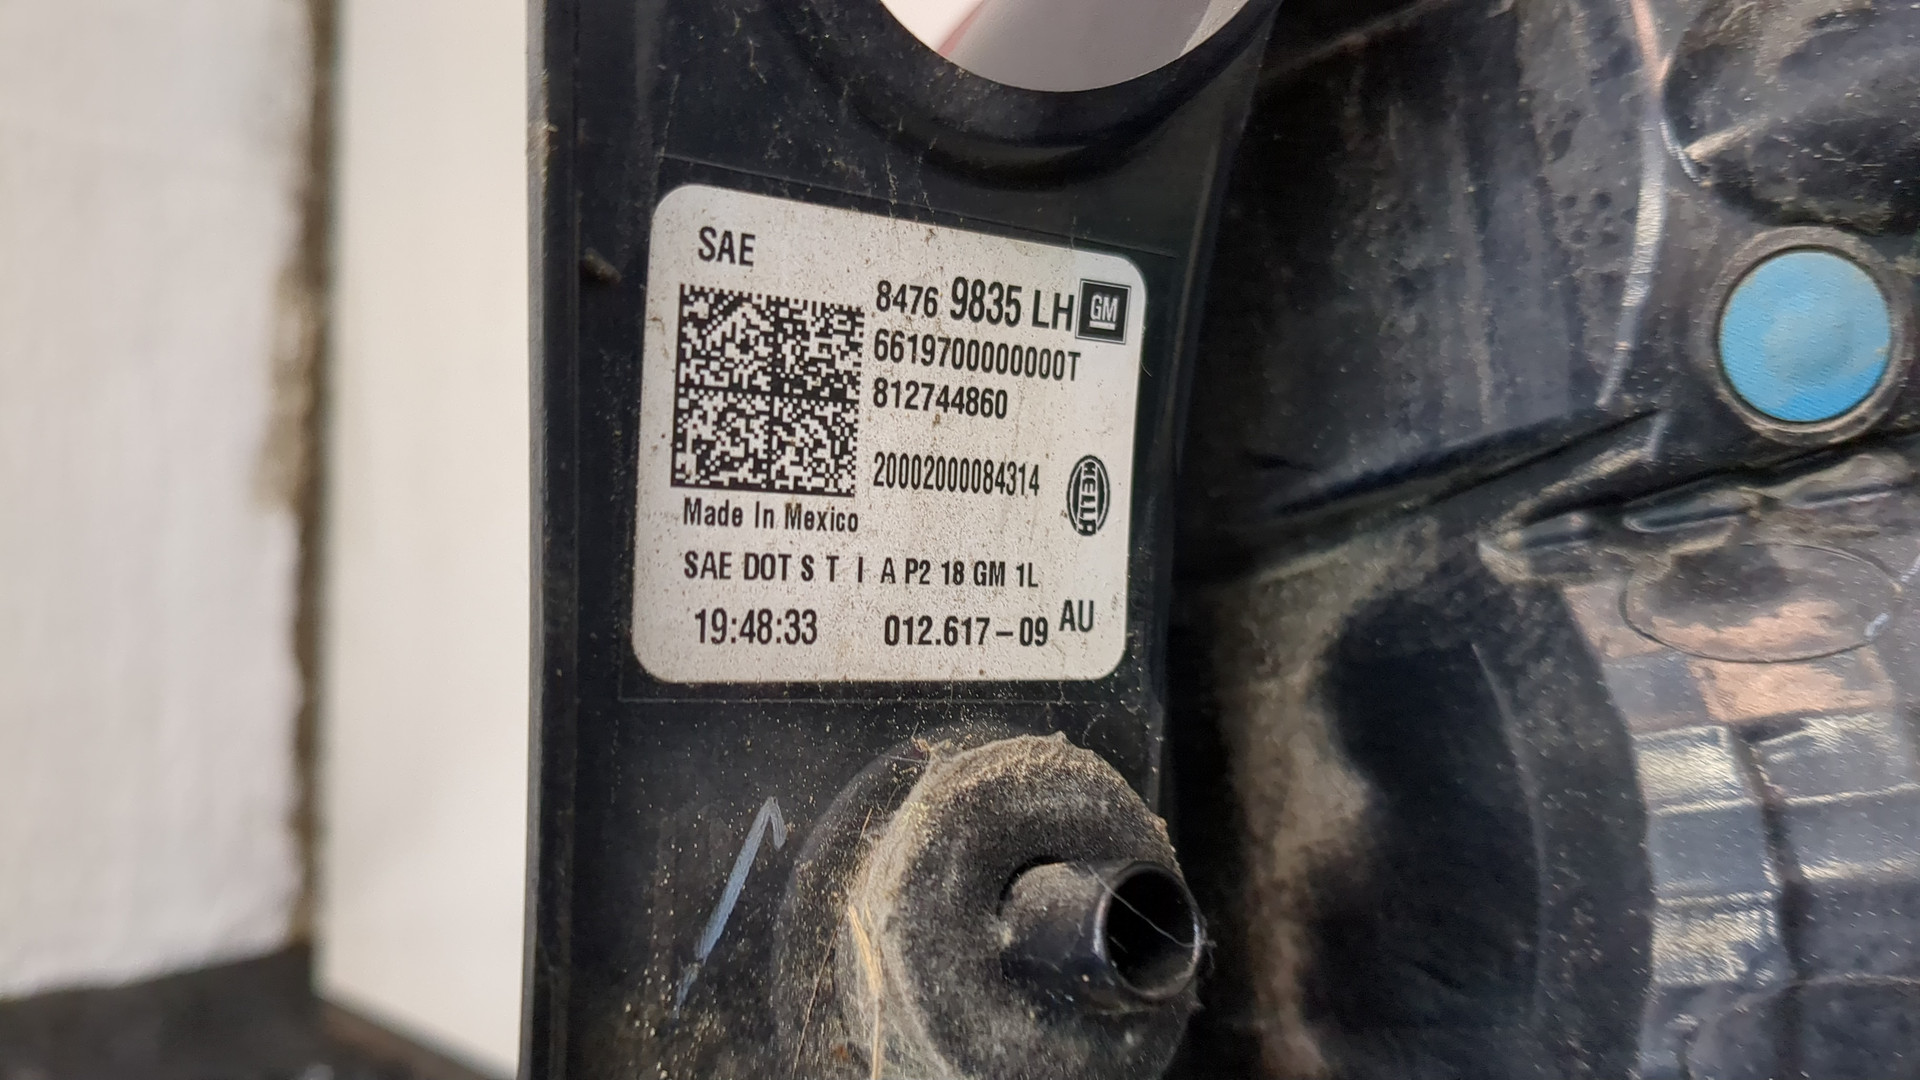 SAE
8476 9835 LH GM
6619700000000T
812744860
20002000084314
HELLA
Made In Mexico
SAE DOT S T I A P2 18 GM 1L
19:48:33 012.617-09 AU